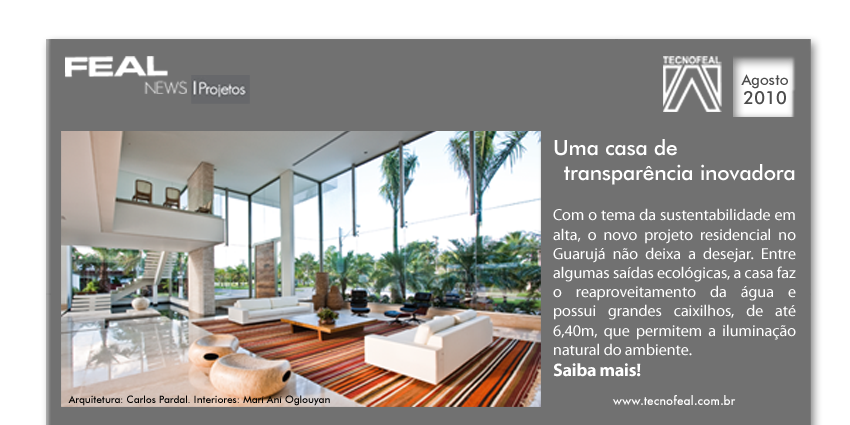 FEAL
NEWS | Projetos
TECNOFEAL
Agosto
2010
Uma casa de
transparência inovadora
Com o tema da sustentabilidade em
alta, o novo projeto residencial no
Guarujá não deixa a desejar. Entre
algumas saídas ecológicas, a casa faz
o reaproveitamento da água e
possui grandes caixilhos, de até
6,40m, que permitem a iluminação
natural do ambiente.
Saiba mais!
Arquitetura: Carlos Pardal. Interiores: Mari Ani Oglouyan
www.tecnofeal.com.br